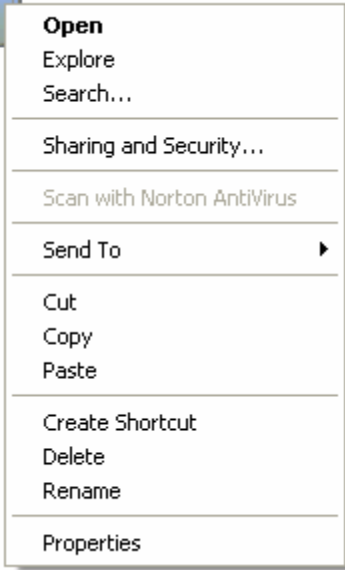 Open
Explore
Search...
Sharing and Security...
Scan with Norton AntiVirus
Send To
Cut
Copy
Paste
Create Shortcut
Delete
Rename
Properties